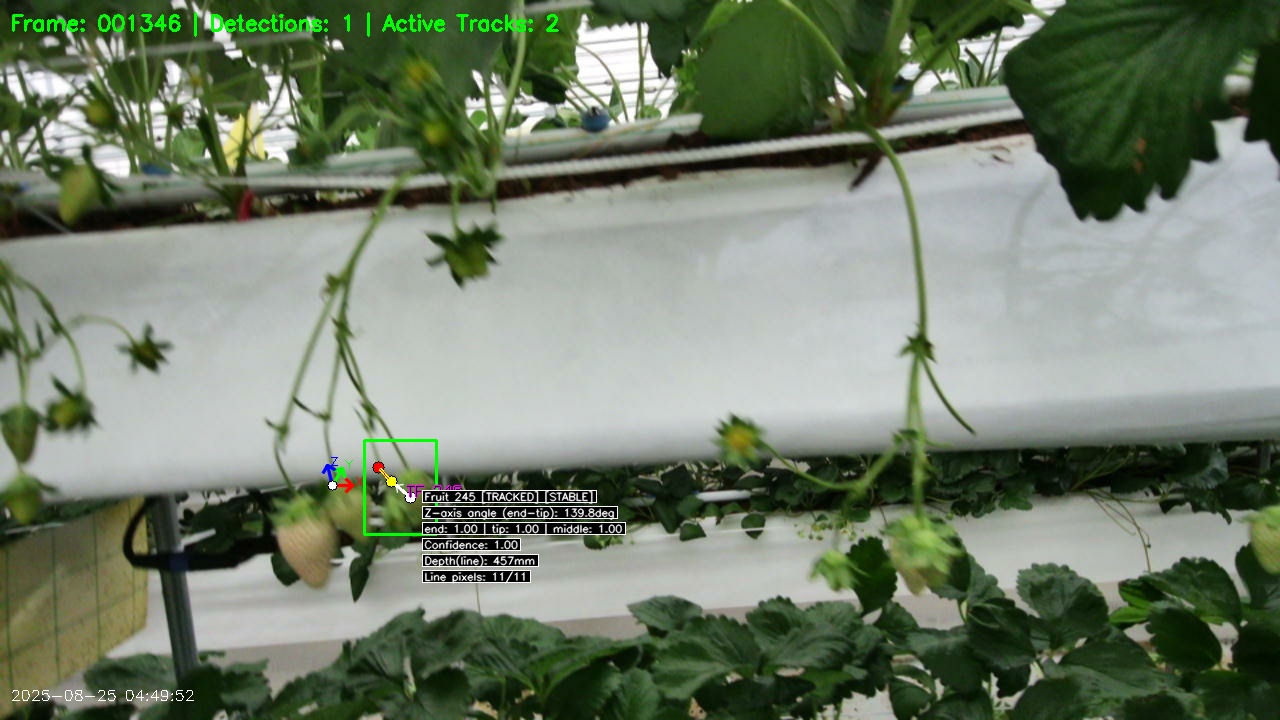 Frame: 001346 | Detections: 1 | Active Tracks: 2
Z
Fruit 245 [TRACKED] [STABLE]
Z-axis angle (end-tip): 139.8deg
end: 1.00 | tip: 1.00 | middle: 1.00
Confidence: 1.00
Depth(line): 457mm
Line pixels: 11/11
2025-08-25 04:49:52